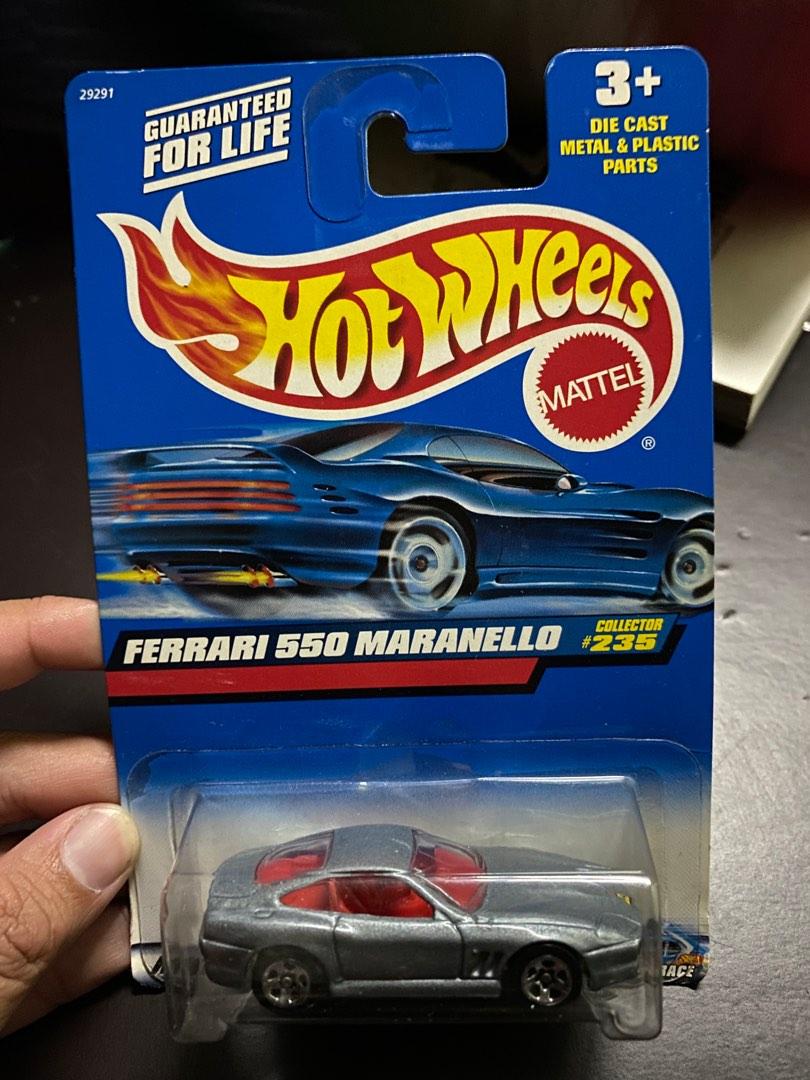 29291
GUARANTEED
FOR LIFE
3+
DIE CAST
METAL & PLASTIC
PARTS
HOT WHEELS
MATTEL
®
FERRARI 550 MARANELLO
COLLECTOR
#235
RACE